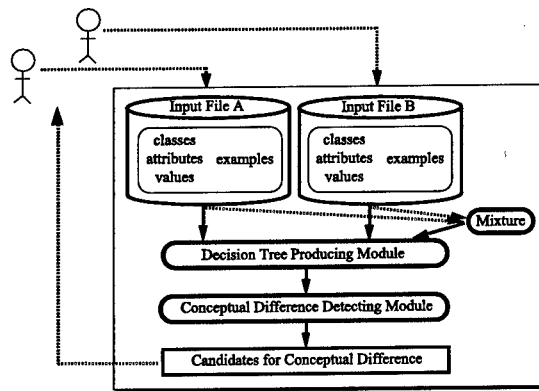 Input File A
Input File B
classes
attributes examples
values
classes
attributes examples
values
Mixture
Decision Tree Producing Module
Conceptual Difference Detecting Module
Candidates for Conceptual Difference